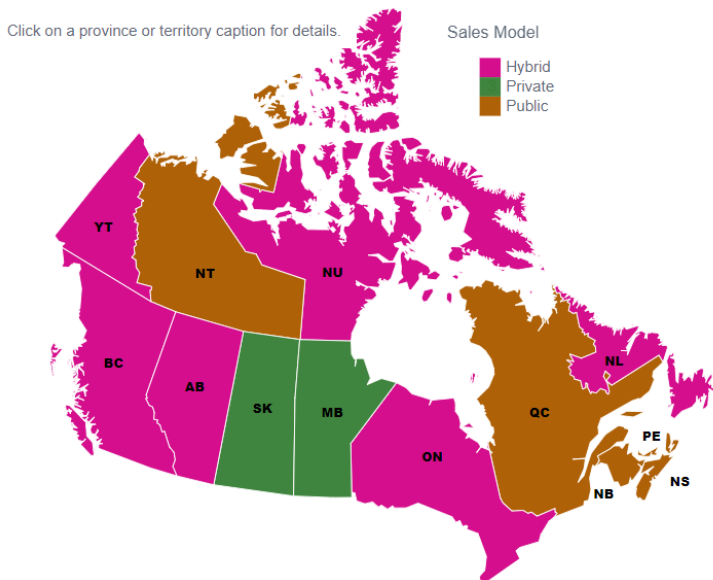 Click on a province or territory caption for details.
Sales Model
Hybrid
Private
Public
YT
NT
NU
BC
AB
SK
MB
ON
QC
NL
PE
NB
NS